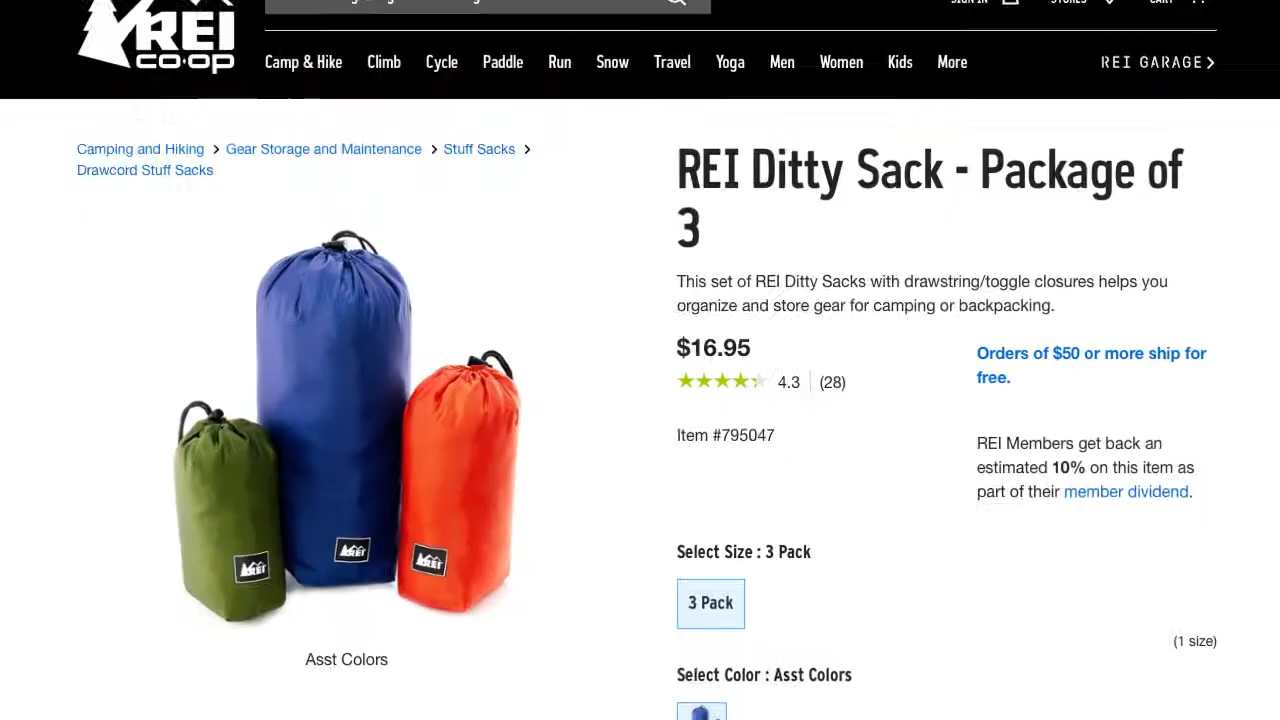 REI
co·op
Camp & Hike Climb Cycle Paddle Run Snow Travel Yoga Men Women Kids More
REI GARAGE
Camping and Hiking > Gear Storage and Maintenance > Stuff Sacks >
Drawcord Stuff Sacks
REI Ditty Sack - Package of
3
This set of REI Ditty Sacks with drawstring/toggle closures helps you
organize and store gear for camping or backpacking.
$16.95
Orders of $50 or more ship for
free.
4.3 (28)
Item #795047
REI Members get back an
estimated 10% on this item as
part of their member dividend.
Select Size : 3 Pack
3 Pack
(1 size)
Select Color : Asst Colors
REI
REI
REI
Asst Colors